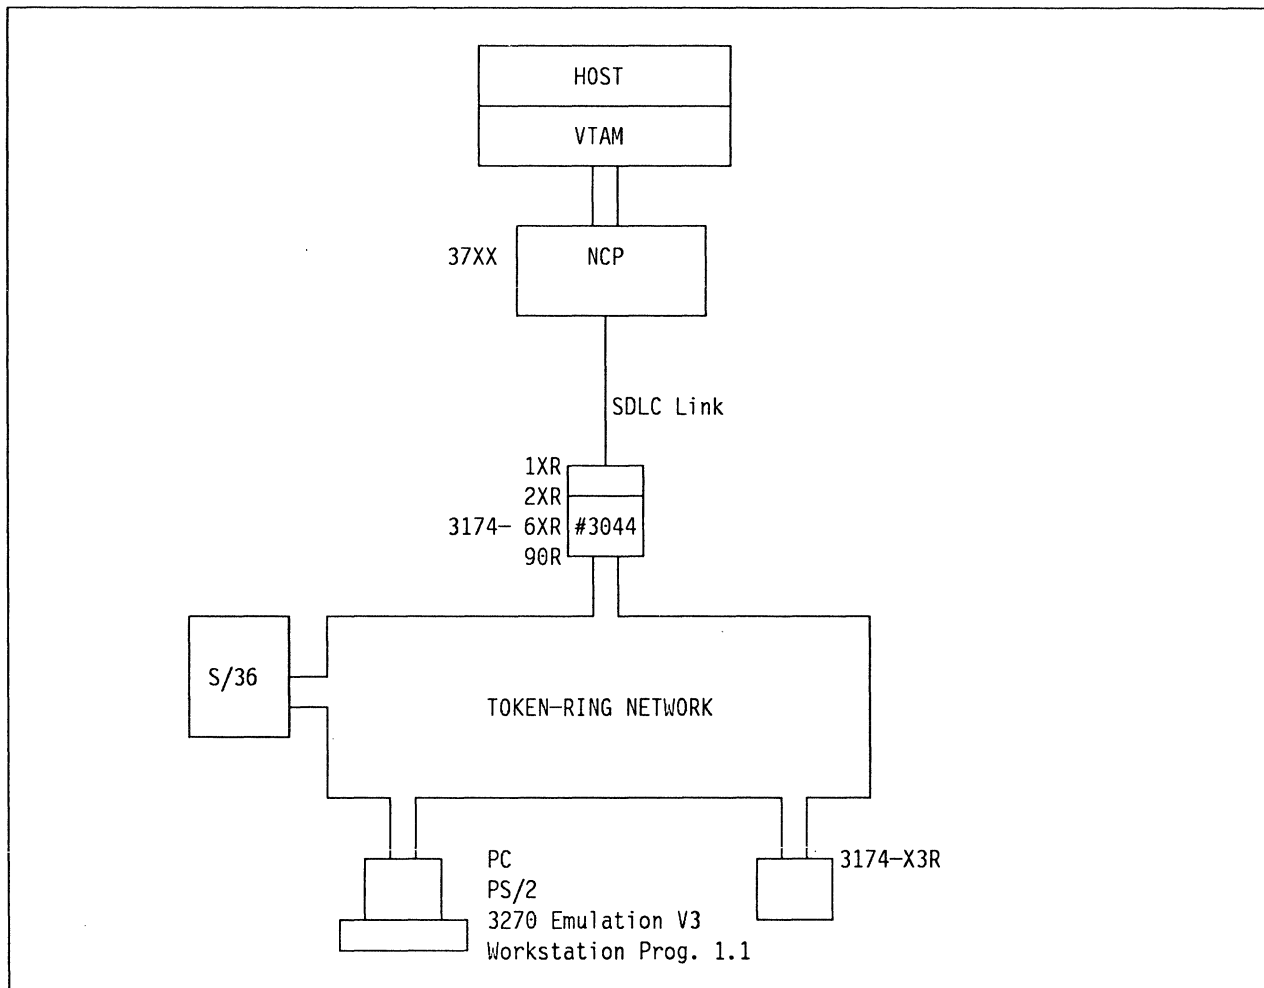 HOST
VTAM
37XX NCP
SDLC Link
1XR
2XR
3174— 6XR #3044
90R
S/36
TOKEN—RING NETWORK
PC
PS/2
3270 Emulation V3
Workstation Prog. 1.1
3174—X3R